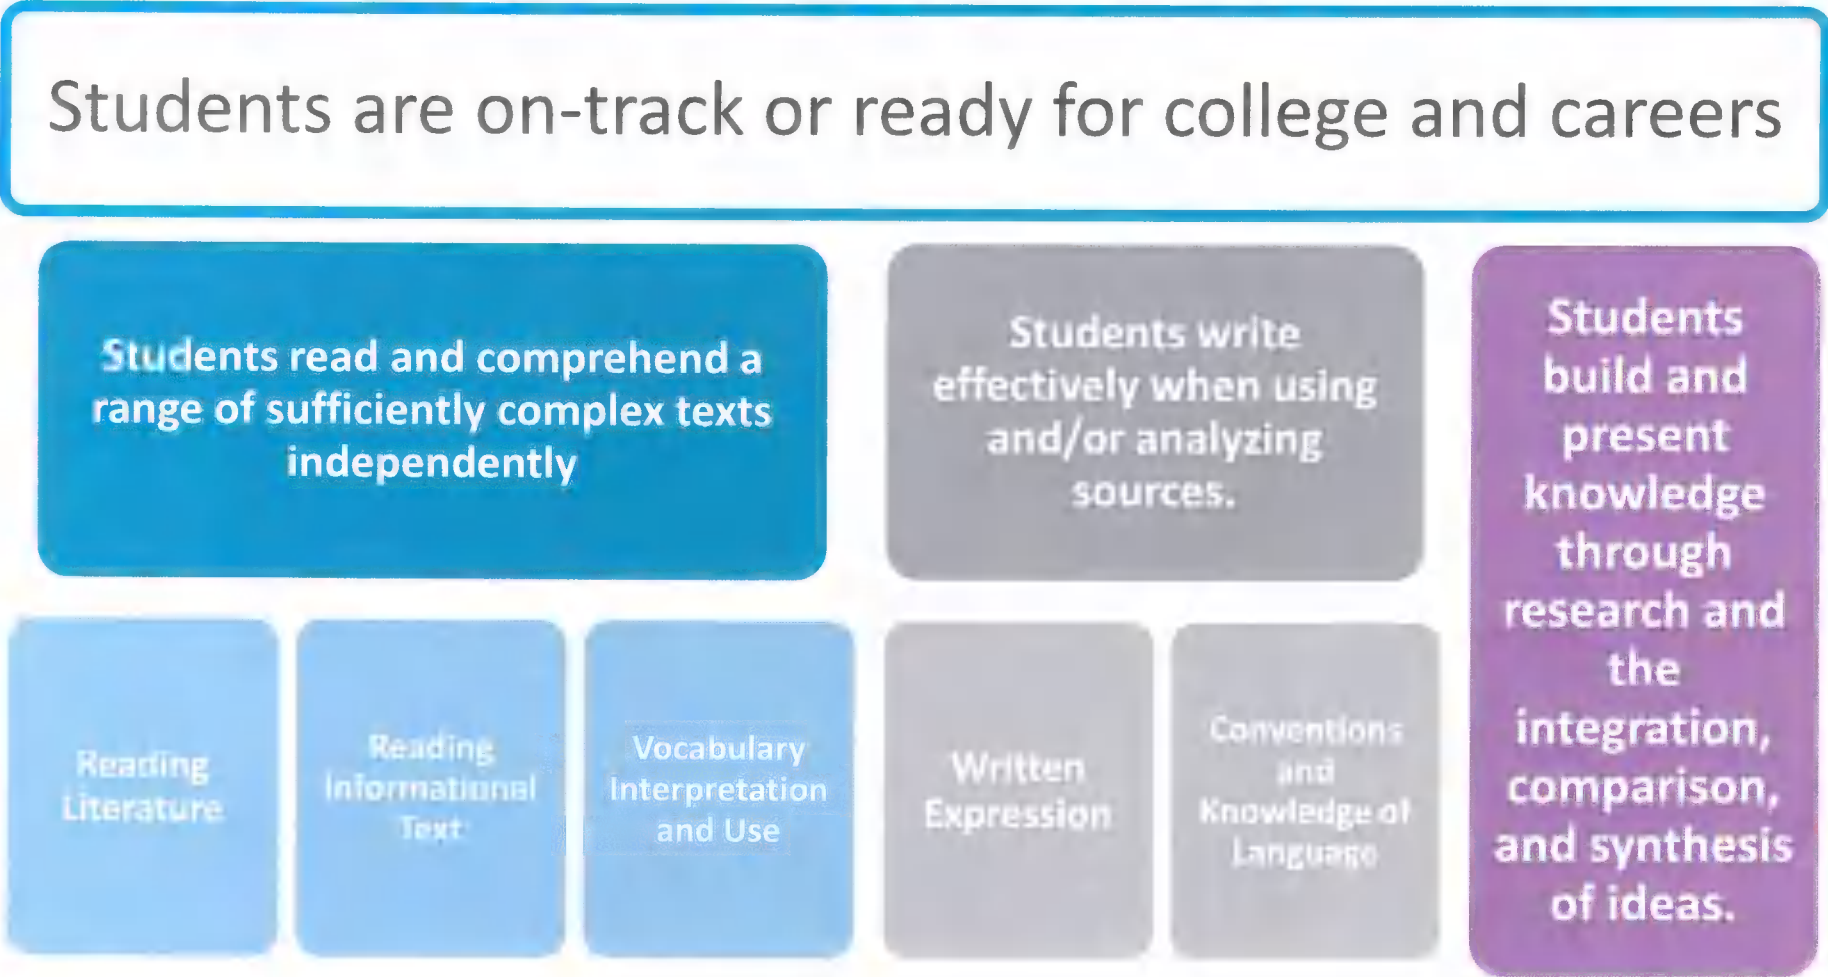 Students are on-track or ready for college and careers
Students read and comprehend a
range of sufficiently complex texts
independently
Students write
effectively when using
and/or analyzing
sources.
Students
build and
present
knowledge
through
research and
the
integration,
comparison,
and synthesis
of ideas.
Reading
Literature
Reading
Informational
Text
Vocabulary
Interpretation
and Use
Written
Expression
Conventions
and
Knowledge of
Language